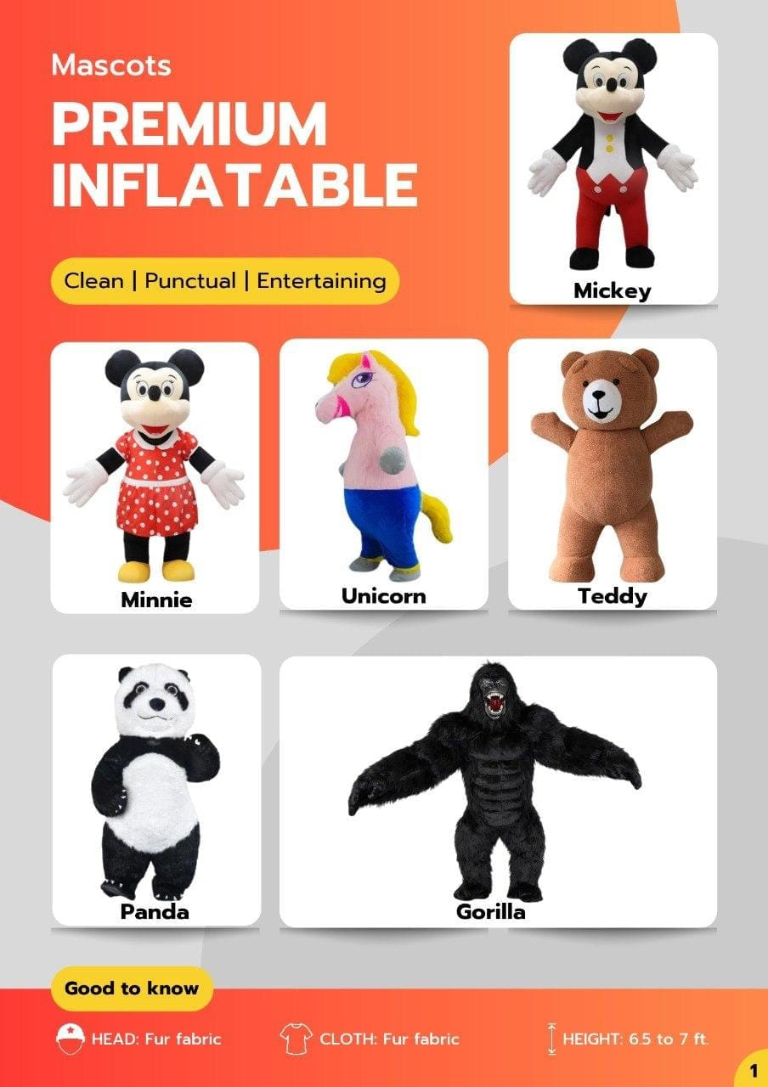 Mascots
PREMIUM
INFLATABLE
Clean | Punctual | Entertaining
Mickey
Minnie
Unicorn
Teddy
Panda
Gorilla
Good to know
HEAD: Fur fabric
CLOTH: Fur fabric
HEIGHT: 6.5 to 7 ft.
1